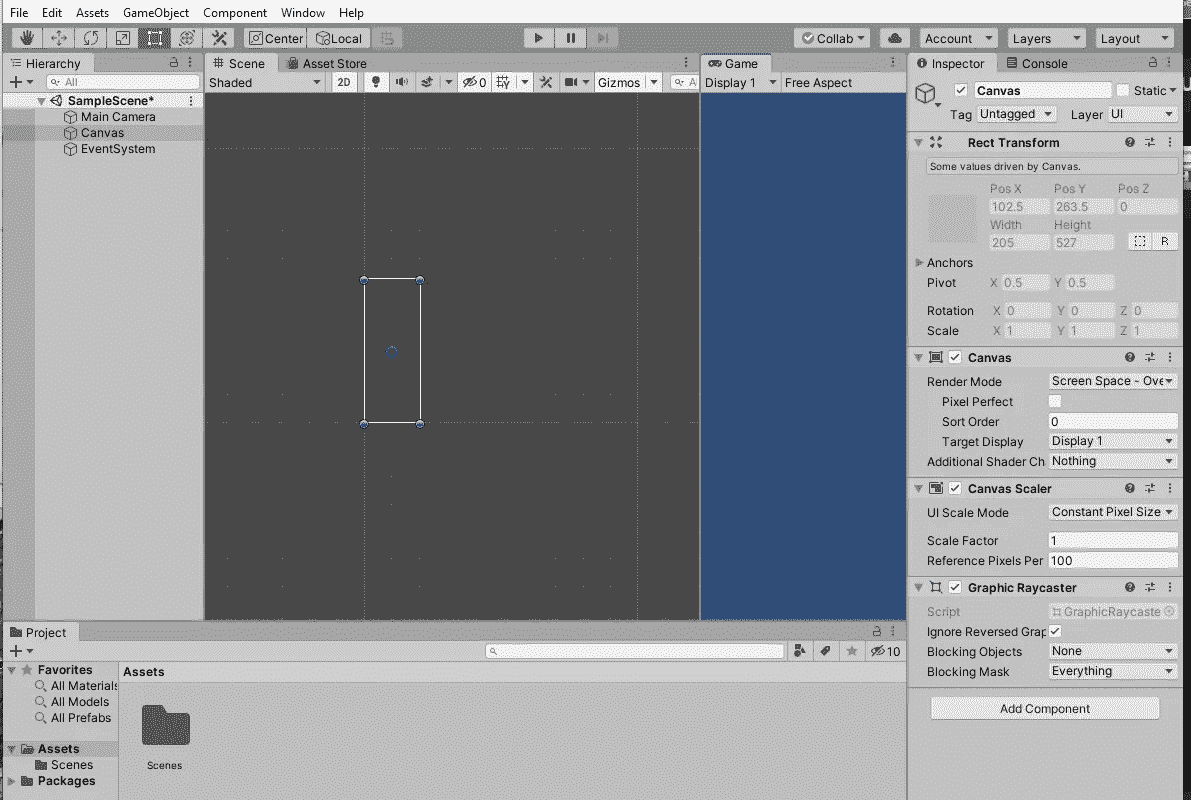 File Edit Assets GameObject Component Window Help
Center Local Collab Account Layers Layout
Hierarchy
All
SampleScene*
Main Camera
Canvas
EventSystem
Scene Asset Store
Shaded 2D 0 Gizmos A
Game
Display 1 Free Aspect
Inspector Console
Canvas Static
Tag Untagged Layer UI
Rect Transform
Some values driven by Canvas.
Pos X Pos Y Pos Z
102.5 263.5 0
Width Height
205 527 R
Anchors
Pivot X 0.5 Y 0.5
Rotation X 0 Y 0 Z 0
Scale X 1 Y 1 Z 1
Canvas
Render Mode Screen Space - Ove
Pixel Perfect
Sort Order 0
Target Display Display 1
Additional Shader Ch Nothing
Canvas Scaler
UI Scale Mode Constant Pixel Size
Scale Factor 1
Reference Pixels Per 100
Graphic Raycaster
Script GraphicRaycaste
Ignore Reversed Grap
Blocking Objects None
Blocking Mask Everything
Add Component
Project
10
Favorites
All Materials
All Models
All Prefabs
Assets
Scenes
Packages
Assets
Scenes